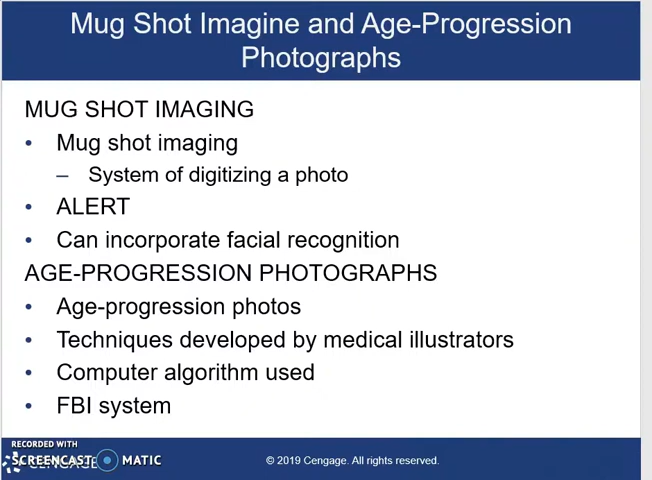 Mug Shot Imagine and Age-Progression
Photographs
MUG SHOT IMAGING
• Mug shot imaging
– System of digitizing a photo
• ALERT
• Can incorporate facial recognition
AGE-PROGRESSION PHOTOGRAPHS
• Age-progression photos
• Techniques developed by medical illustrators
• Computer algorithm used
• FBI system
RECORDED WITH
SCREENCAST MATIC
CENGAGE
© 2019 Cengage. All rights reserved.